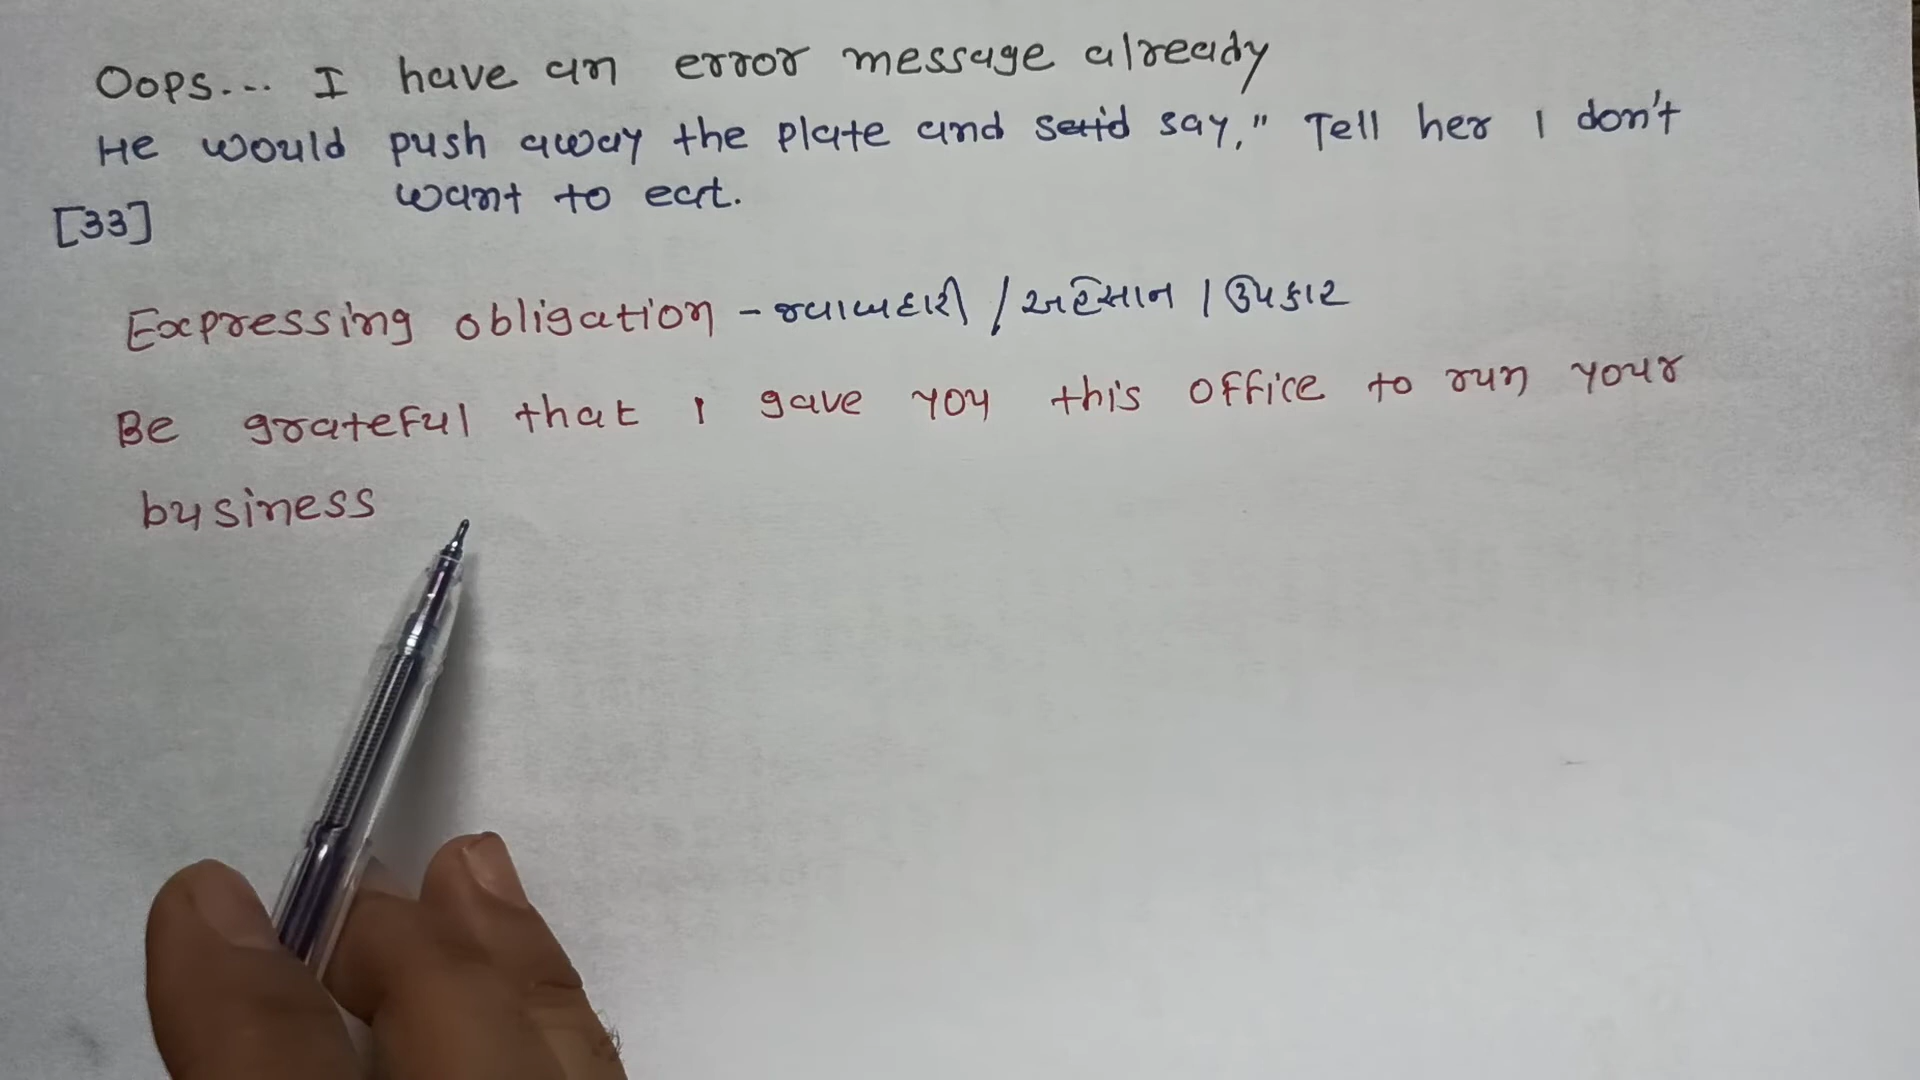 Oops... I have an error message already
He would push away the plate and said say," Tell her I don't
want to eat.
[33]
Expressing obligation - જવાબદારી / અહેસાન / ઉપકાર
Be grateful that I gave you this office to run your
business